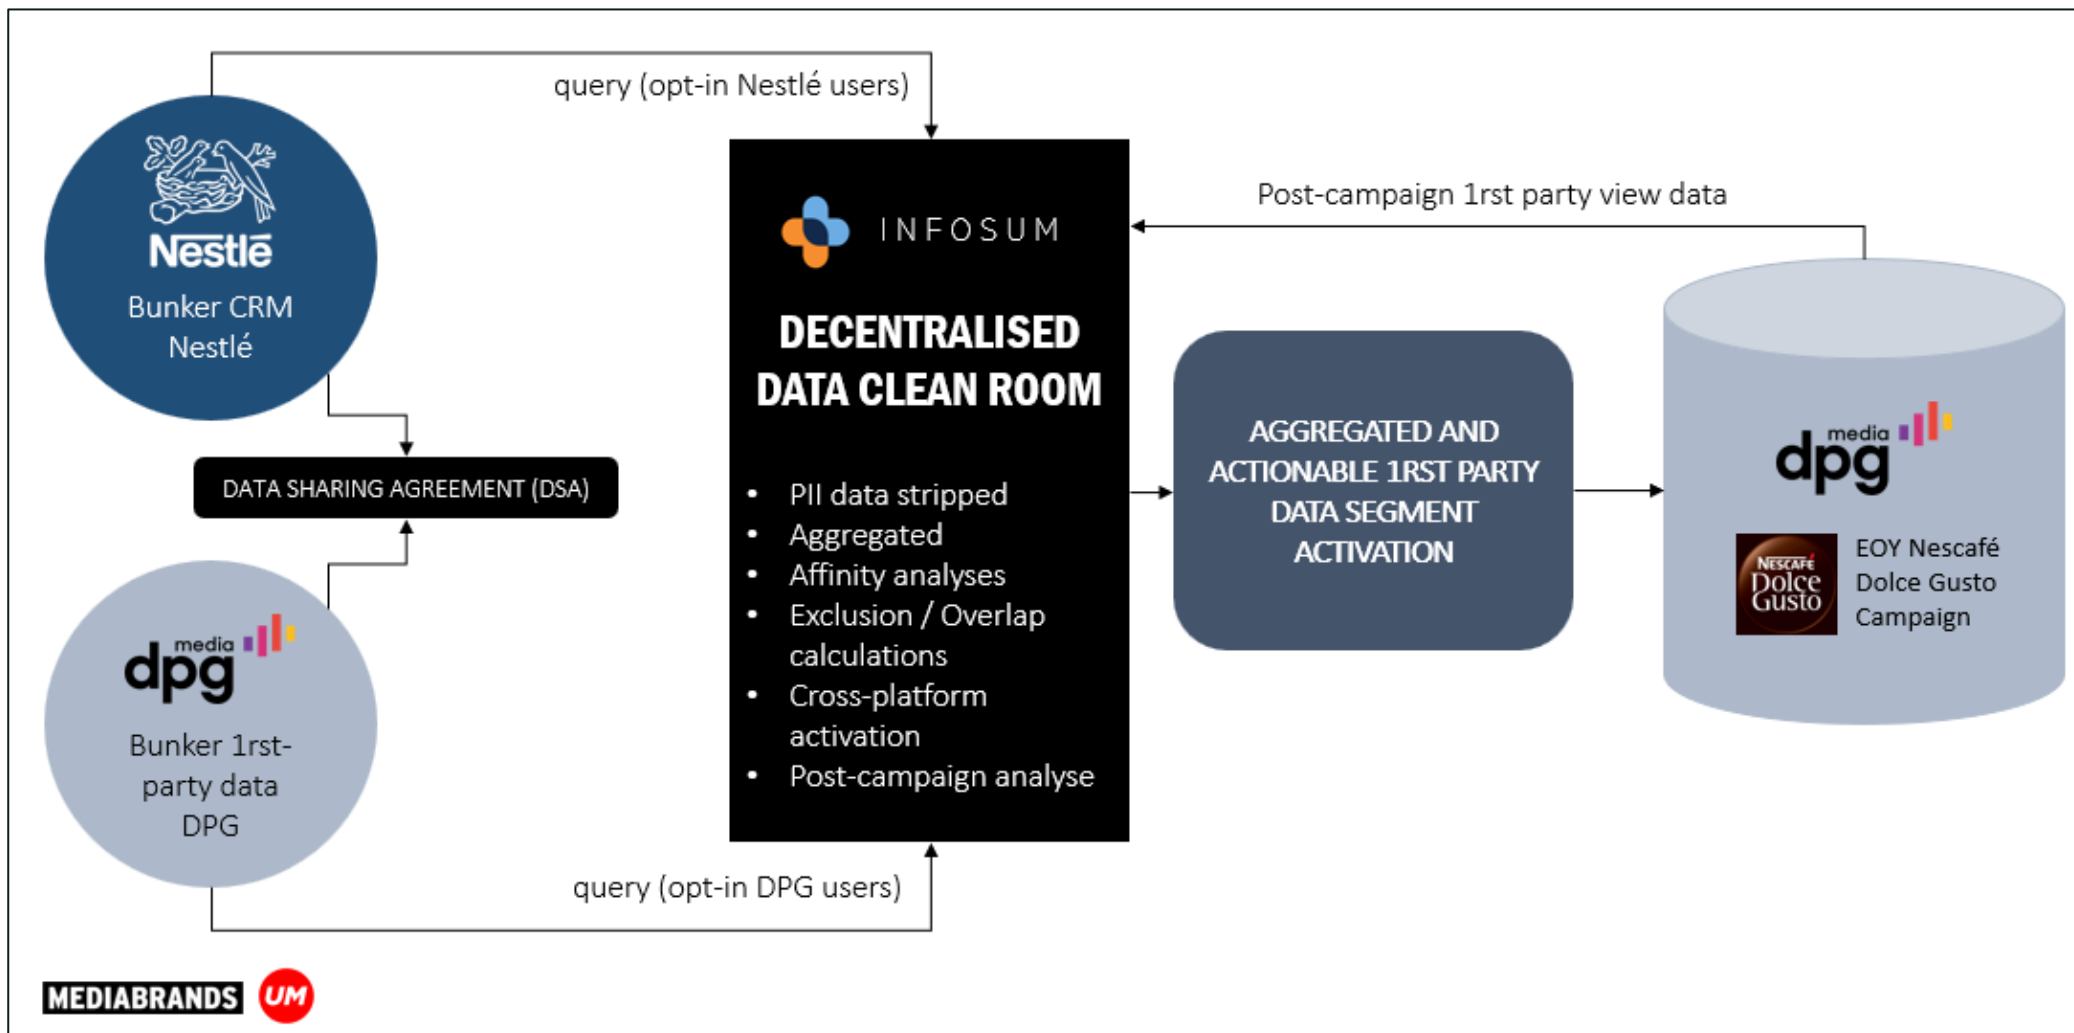 query (opt-in Nestlé users)
Nestlé
Bunker CRM
Nestlé
DATA SHARING AGREEMENT (DSA)
media
dpg
Bunker 1rst-
party data
DPG
query (opt-in DPG users)
INFOSUM
DECENTRALISED
DATA CLEAN ROOM
• PII data stripped
• Aggregated
• Affinity analyses
• Exclusion / Overlap
calculations
• Cross-platform
activation
• Post-campaign analyse
Post-campaign 1rst party view data
AGGREGATED AND
ACTIONABLE 1RST PARTY
DATA SEGMENT
ACTIVATION
media
dpg
NESCAFÉ
Dolce
Gusto
EOY Nescafé
Dolce Gusto
Campaign
MEDIABRANDS
UM